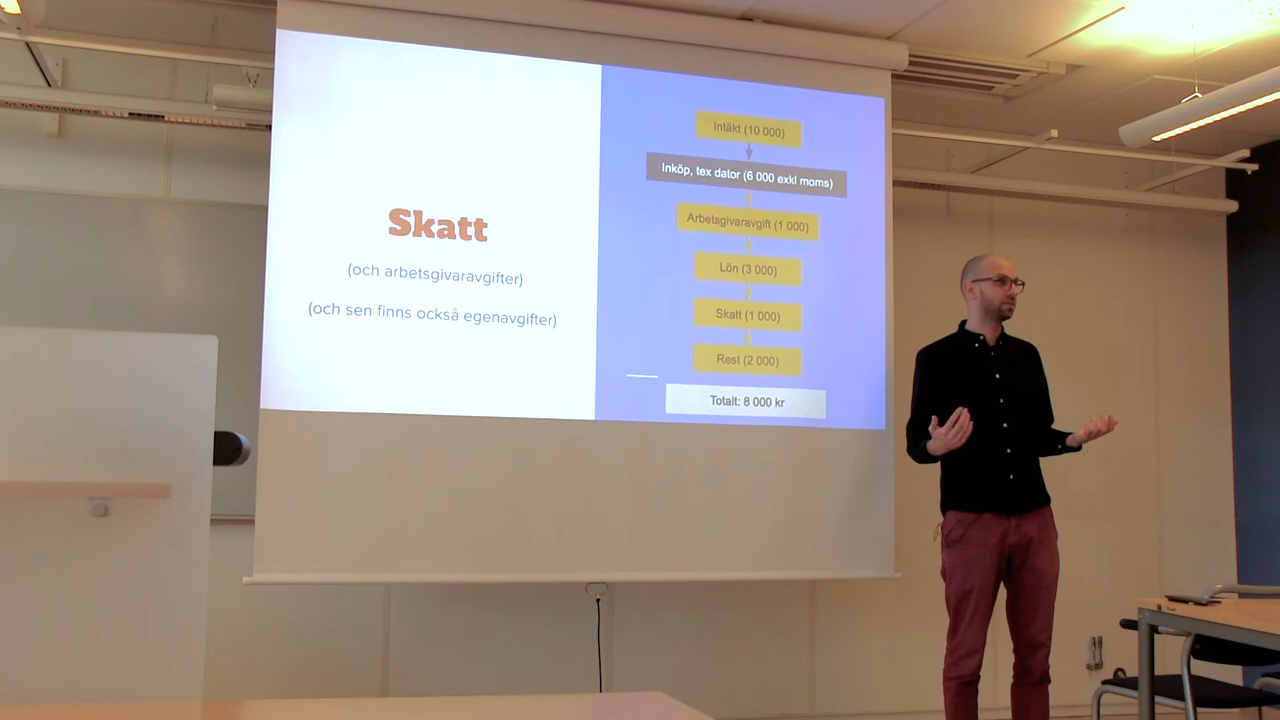 Skatt
(och arbetsgivaravgifter)
(och sen finns också egenavgifter)
Intäkt (10 000)
Inköp, tex dator (6 000 exkl moms)
Arbetsgivaravgift (1 000)
Lön (3 000)
Skatt (1 000)
Rest (2 000)
Totalt: 8 000 kr